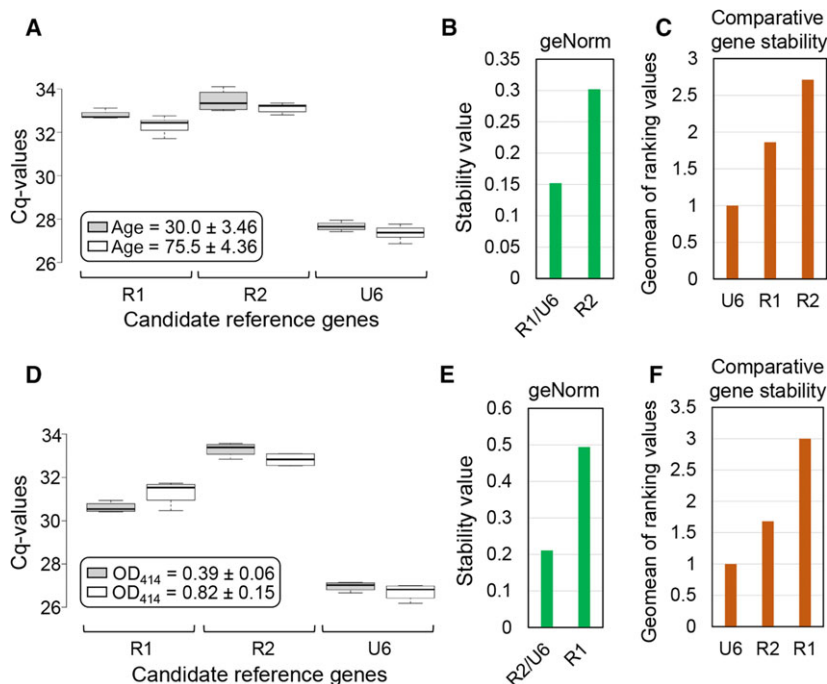 A
34
32
30
28
26
Cq-values
Age = 30.0 ± 3.46
Age = 75.5 ± 4.36
R1 R2 U6
Candidate reference genes
B
geNorm
0.35
0.3
0.25
0.2
0.15
0.1
0.05
0
Stability value
R1/U6 R2
C
Comparative
gene stability
3
2.5
2
1.5
1
0.5
0
Geomean of ranking values
U6 R1 R2
D
34
32
30
28
26
Cq-values
OD414 = 0.39 ± 0.06
OD414 = 0.82 ± 0.15
R1 R2 U6
Candidate reference genes
E
geNorm
0.6
0.5
0.4
0.3
0.2
0.1
0
Stability value
R2/U6 R1
F
Comparative
gene stability
3.5
3
2.5
2
1.5
1
0.5
0
Geomean of ranking values
U6 R2 R1